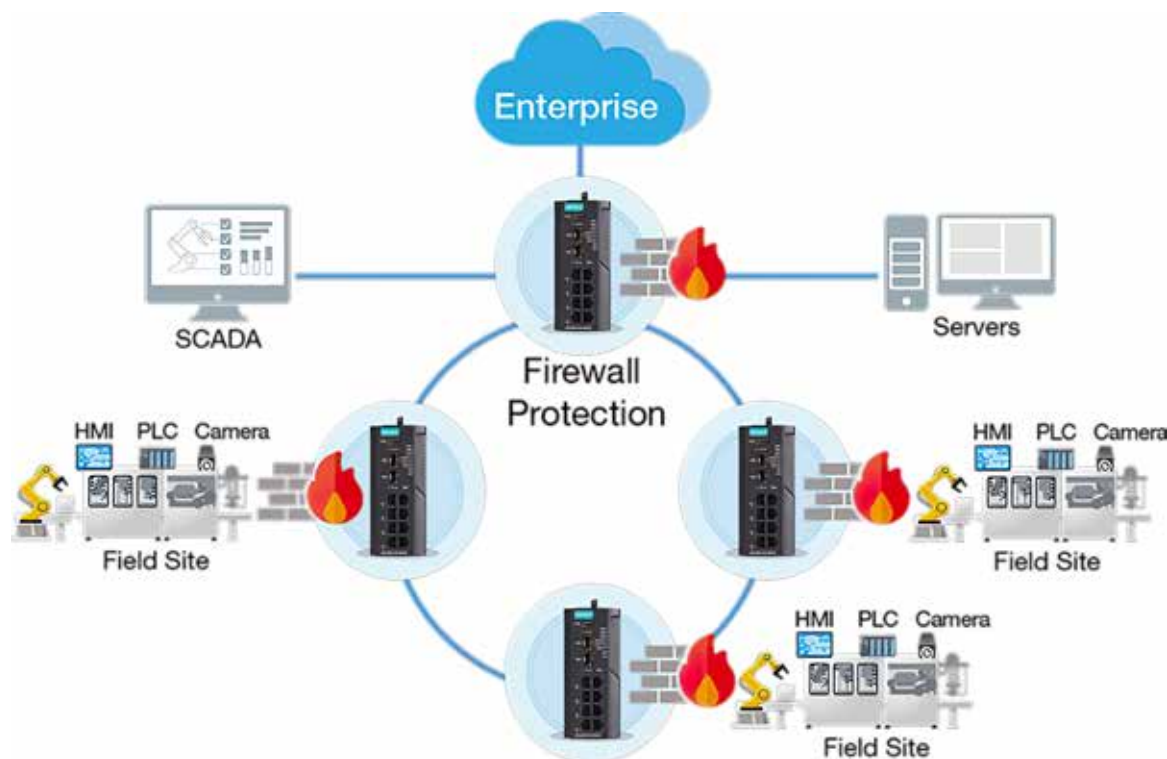 Enterprise
SCADA
Servers
Firewall
Protection
HMI PLC Camera
Field Site
HMI PLC Camera
Field Site
HMI PLC Camera
Field Site